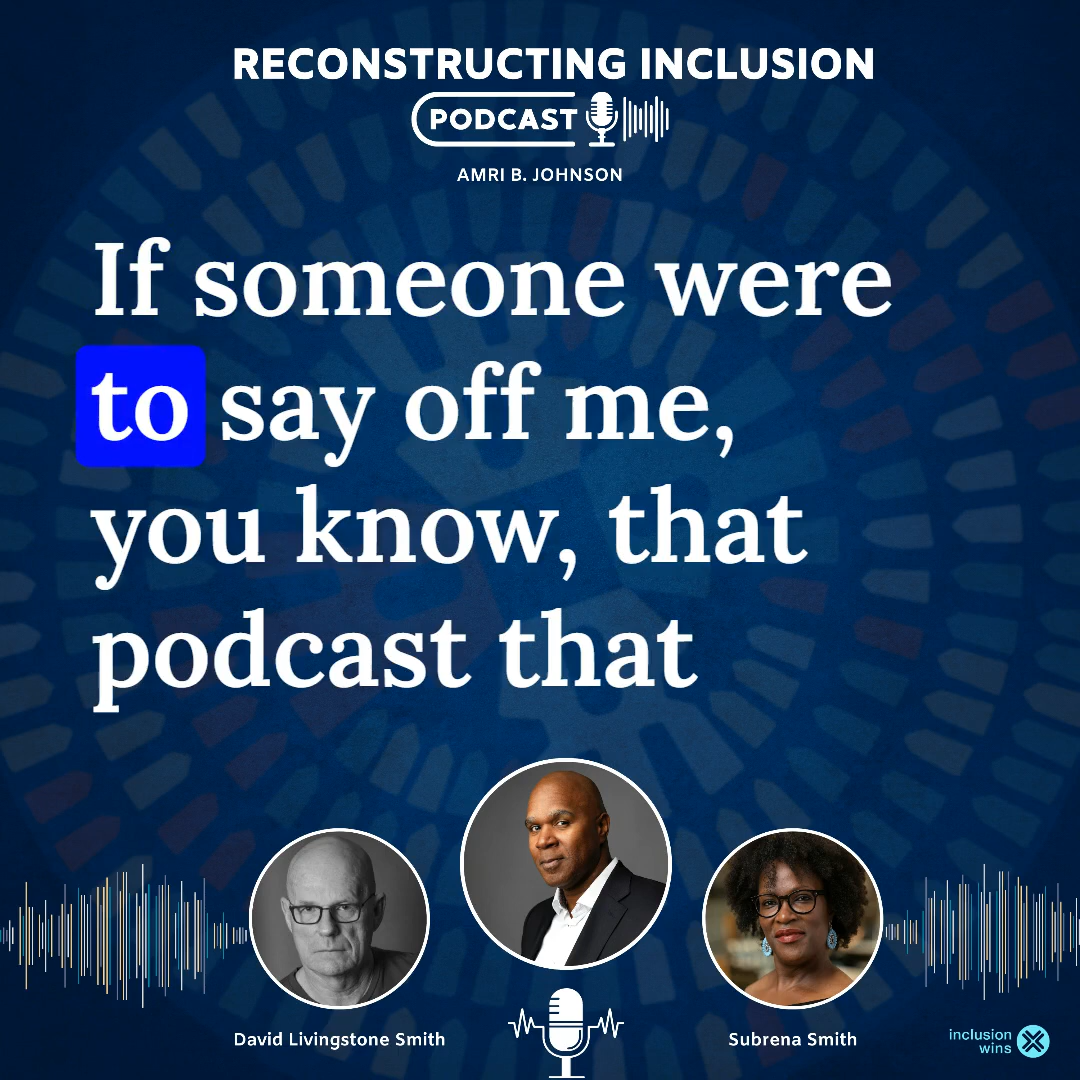 RECONSTRUCTING INCLUSION
PODCAST
AMRI B. JOHNSON
If someone were
to say off me,
you know, that
podcast that
David Livingstone Smith
Subrena Smith
inclusion
wins